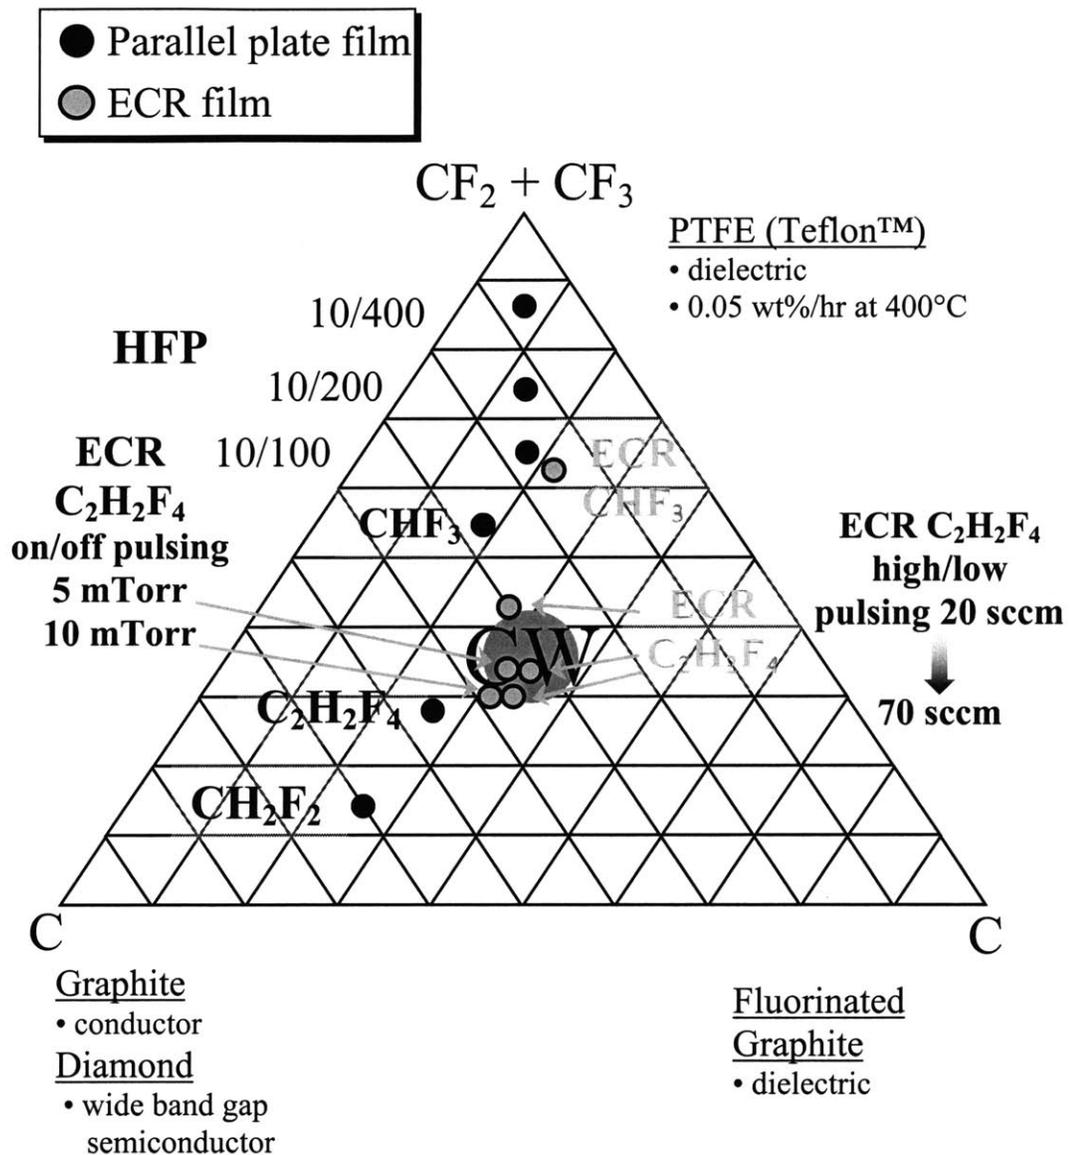 Parallel plate film
ECR film
CF₂ + CF₃
PTFE (Teflon™)
• dielectric
• 0.05 wt%/hr at 400°C
10/400
HFP
10/200
ECR 10/100
C₂H₂F₄
on/off pulsing
5 mTorr
10 mTorr
ECR
CHF₃
CHF₃
ECR C₂H₂F₄
high/low
pulsing 20 sccm
70 sccm
ECR
C₂H₂F₄
CW
C₂H₂F₄
CH₂F₂
C
C
Graphite
• conductor
Diamond
• wide band gap
semiconductor
Fluorinated
Graphite
• dielectric